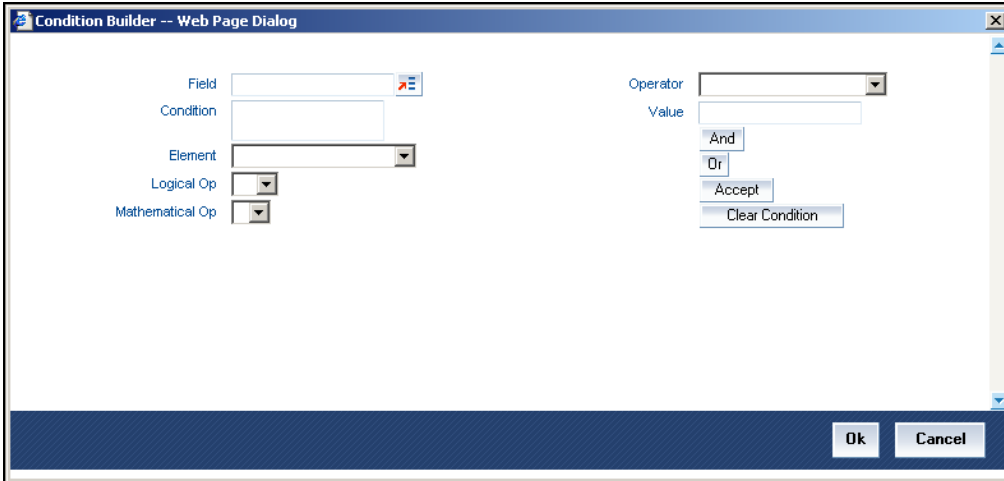 Condition Builder -- Web Page Dialog
Field
Operator
Condition
Value
And
Element
Or
Logical Op
Accept
Mathematical Op
Clear Condition
Ok
Cancel